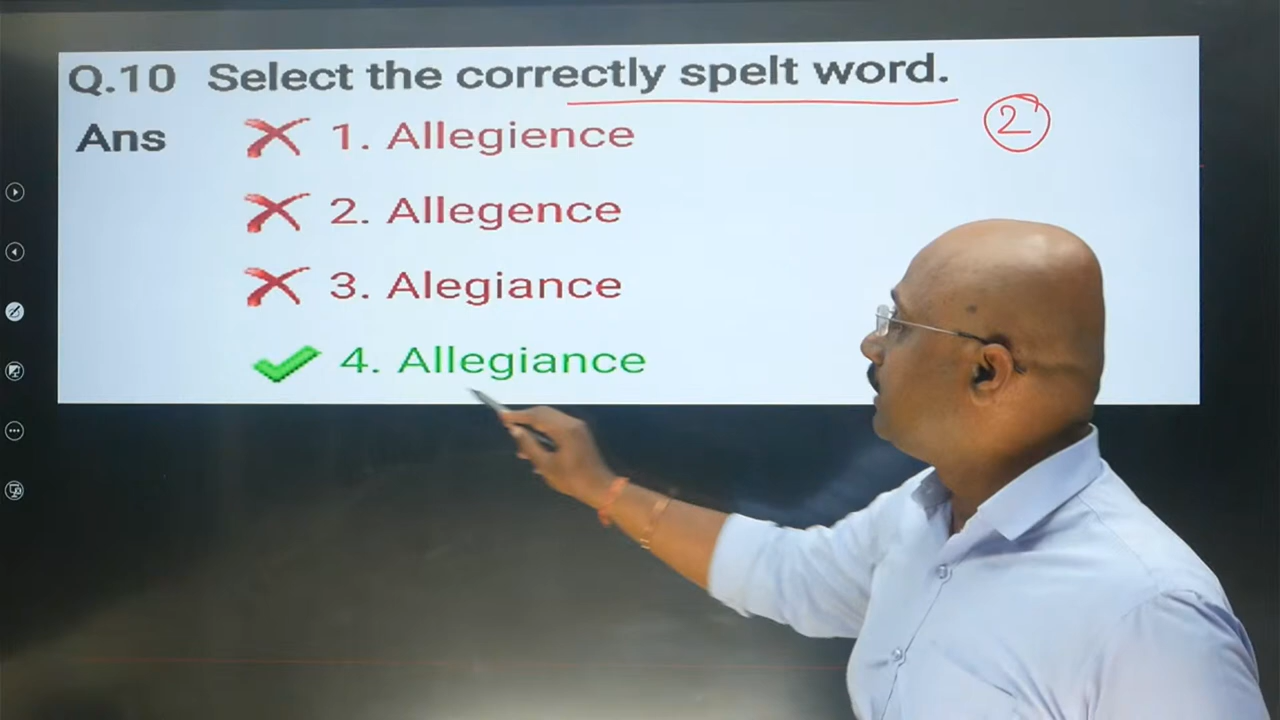 Q.10 Select the correctly spelt word.
2
Ans 1. Allegience
2. Allegence
3. Alegiance
4. Allegiance